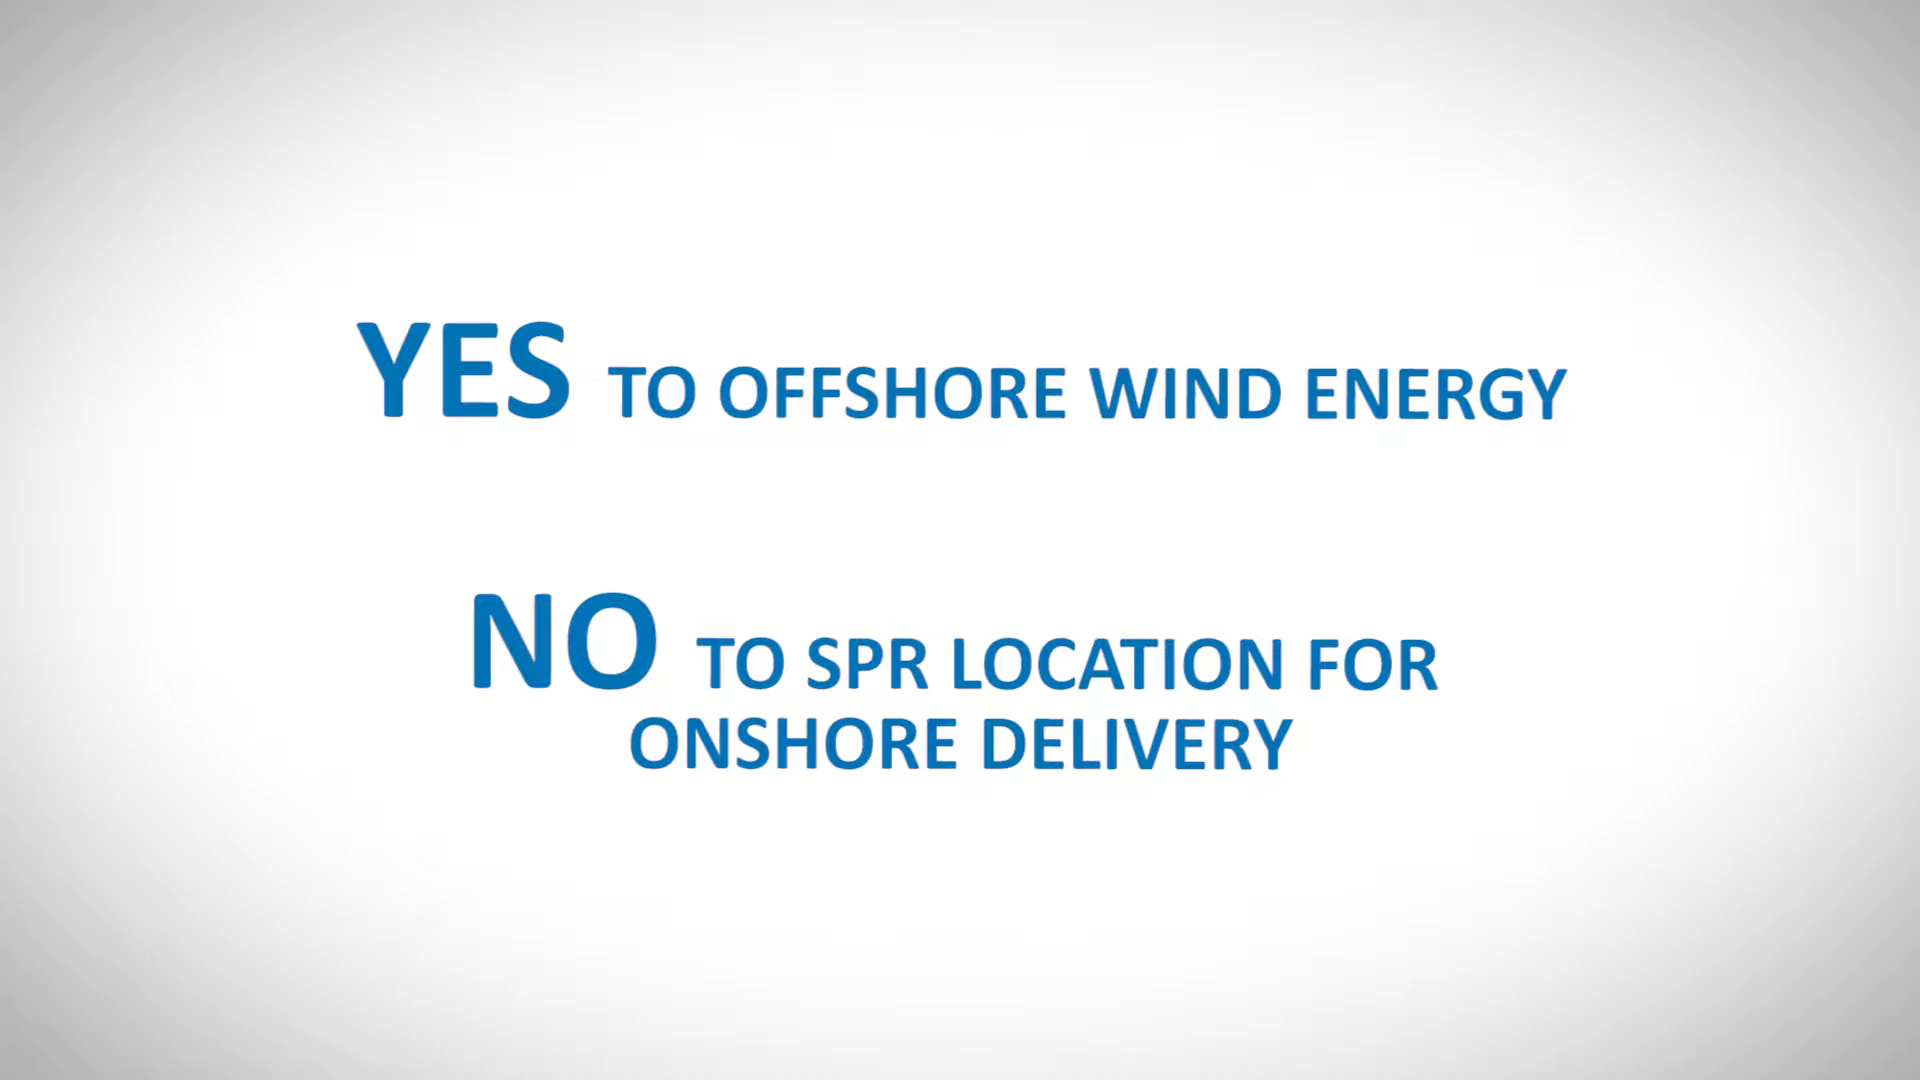 YES TO OFFSHORE WIND ENERGY
NO TO SPR LOCATION FOR
ONSHORE DELIVERY